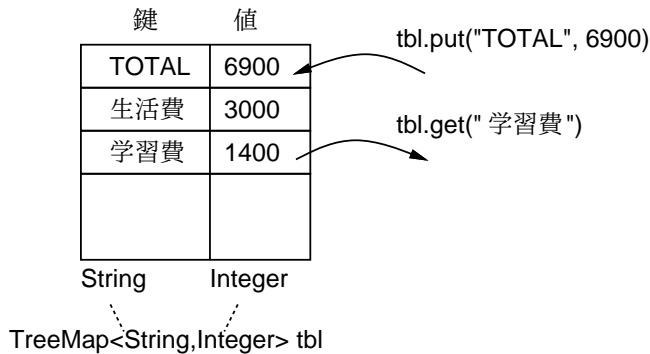 鍵 値
tbl.put("TOTAL", 6900)
TOTAL 6900
生活費 3000
tbl.get("学習費")
学習費 1400
String Integer
TreeMap<String,Integer> tbl